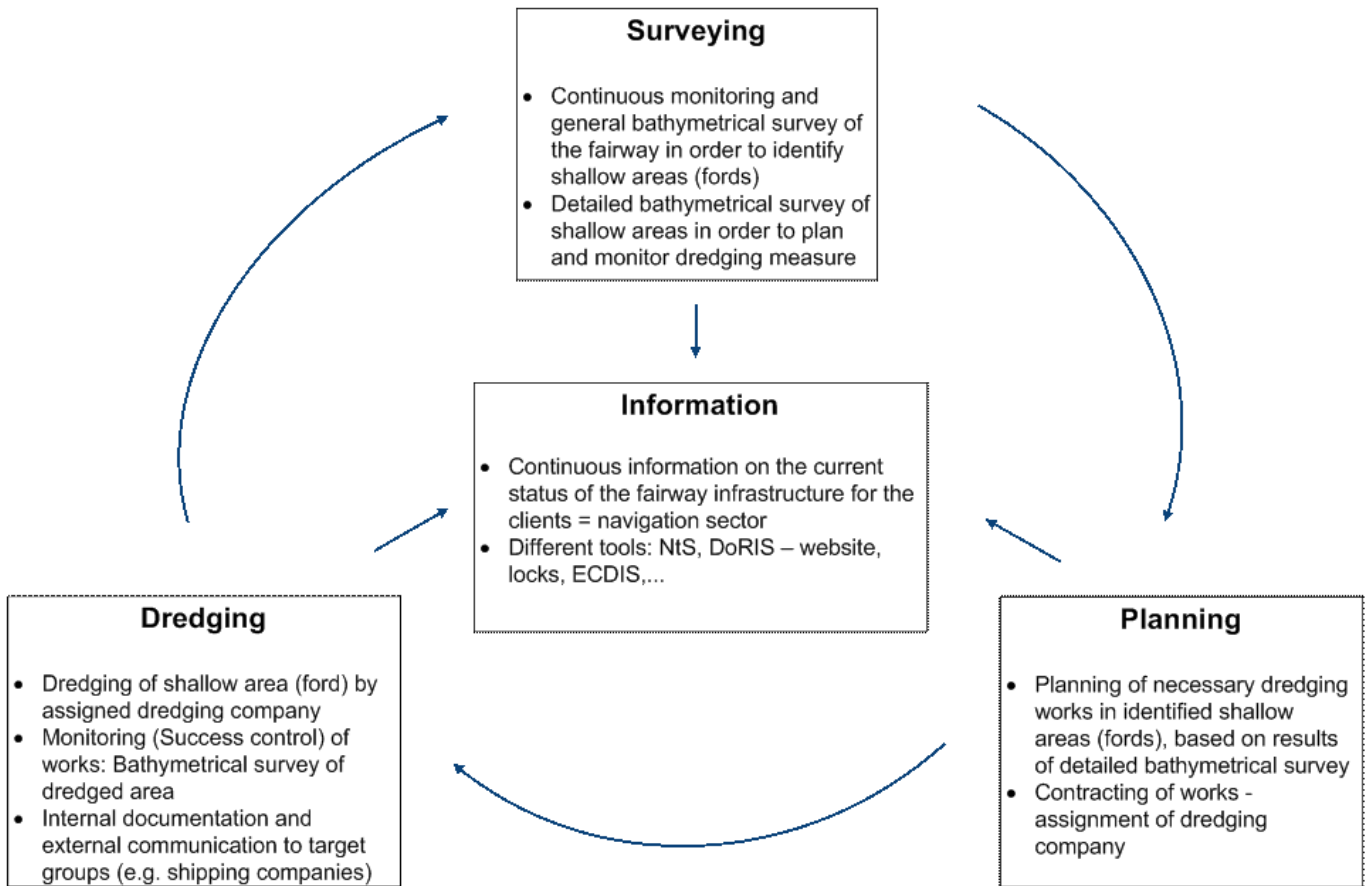 Surveying
• Continuous monitoring and
general bathymetrical survey of
the fairway in order to identify
shallow areas (fords)
• Detailed bathymetrical survey of
shallow areas in order to plan
and monitor dredging measure
Information
• Continuous information on the current
status of the fairway infrastructure for the
clients = navigation sector
• Different tools: NtS, DoRIS – website,
locks, ECDIS,...
Dredging
• Dredging of shallow area (ford) by
assigned dredging company
• Monitoring (Success control) of
works: Bathymetrical survey of
dredged area
• Internal documentation and
external communication to target
groups (e.g. shipping companies)
Planning
• Planning of necessary dredging
works in identified shallow
areas (fords), based on results
of detailed bathymetrical survey
• Contracting of works -
assignment of dredging
company